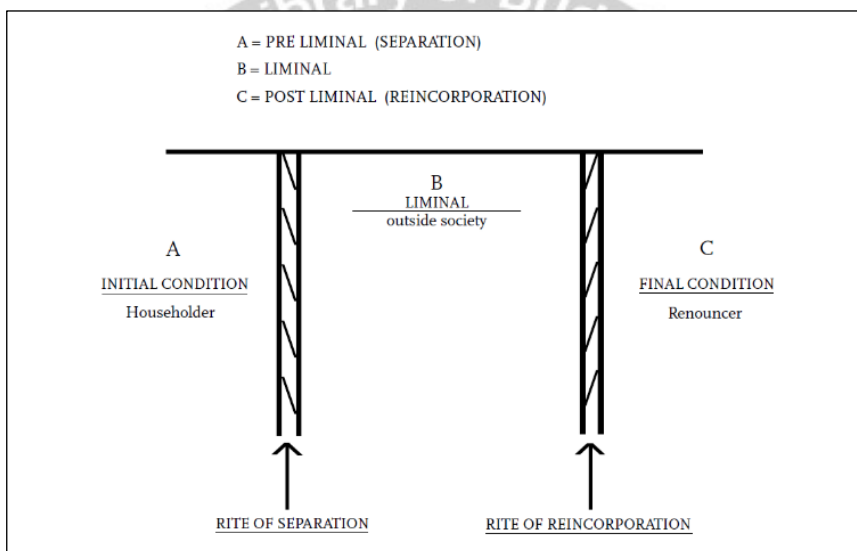 A = PRE LIMINAL (SEPARATION)
B = LIMINAL
C = POST LIMINAL (REINCORPORATION)
B
LIMINAL
outside society
A
INITIAL CONDITION
Householder
C
FINAL CONDITION
Renouncer
RITE OF SEPARATION
RITE OF REINCORPORATION